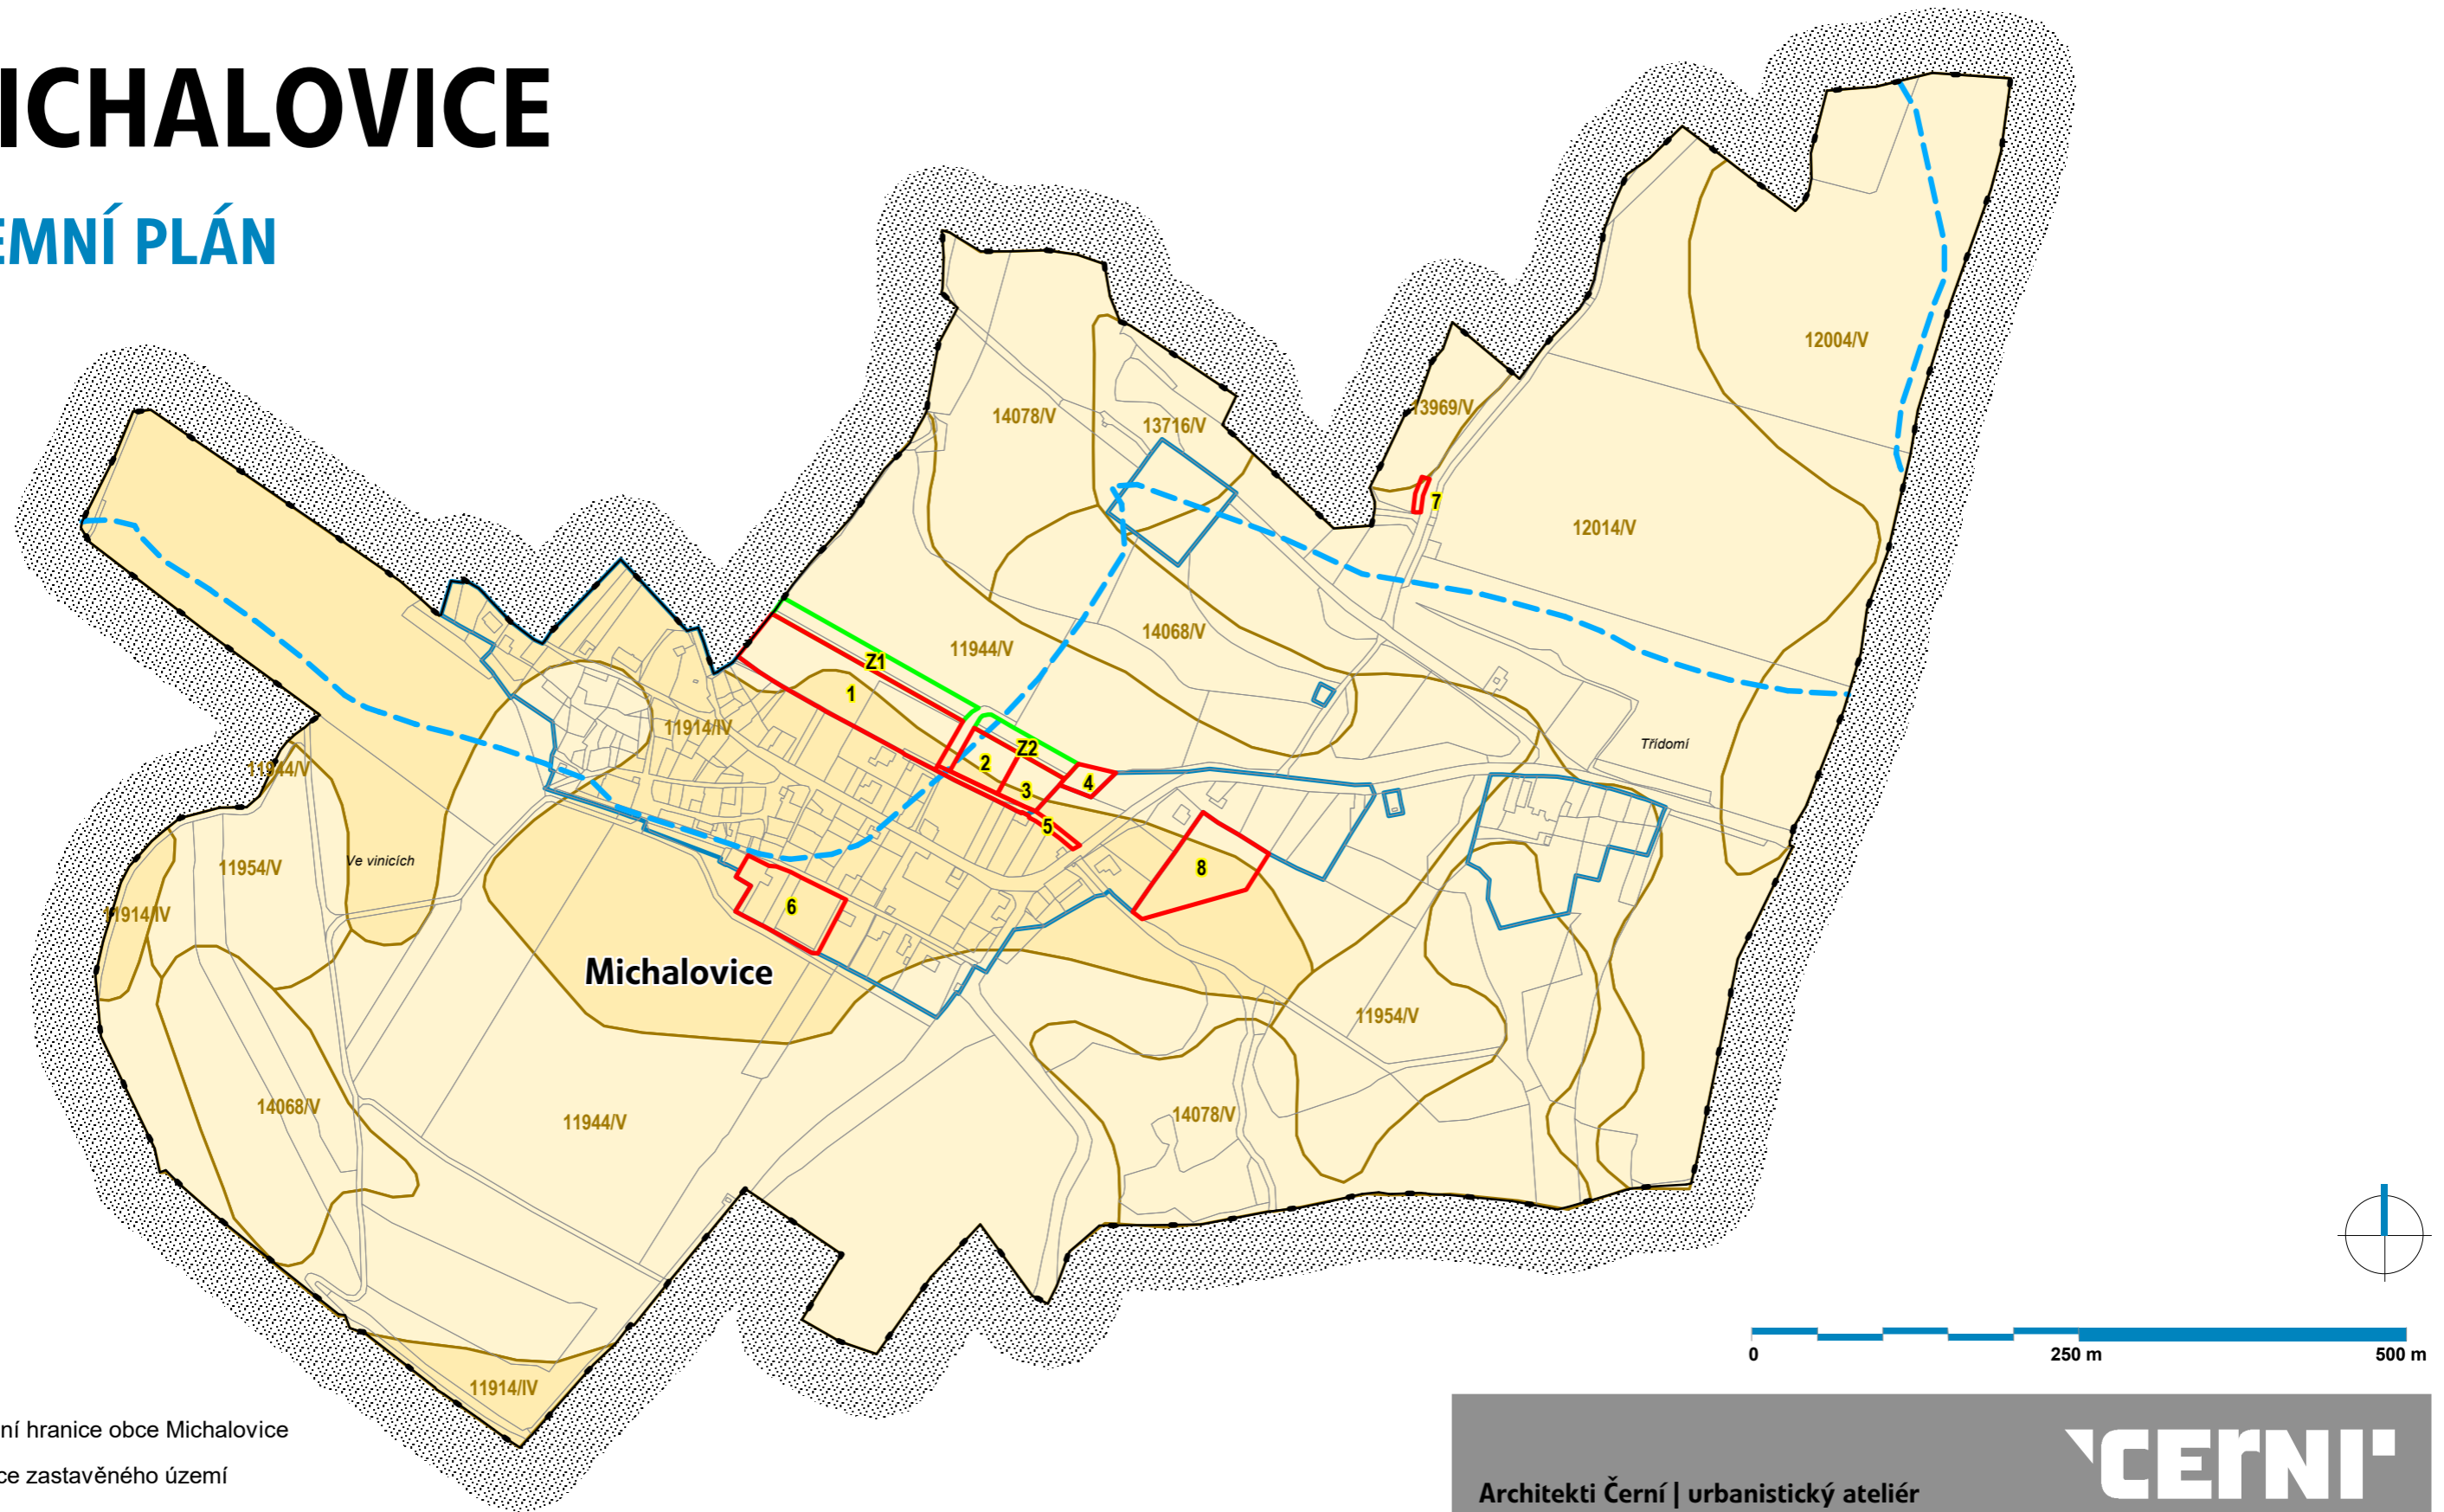 ICHALOVICE
EMNÍ PLÁN
12004/V
14078/V
13716/V
13969/V
7
12014/V
Z1
11944/V
14068/V
1
11914/IV
Z2
2
3
4
5
Třídomí
11944/V
11954/V
Ve vinicích
8
11914/IV
6
Michalovice
11954/V
14068/V
11944/V
14078/V
11914/IV
0
250 m
500 m
ní hranice obce Michalovice
ce zastavěného území
ČERNÍ
Architekti Černí | urbanistický ateliér